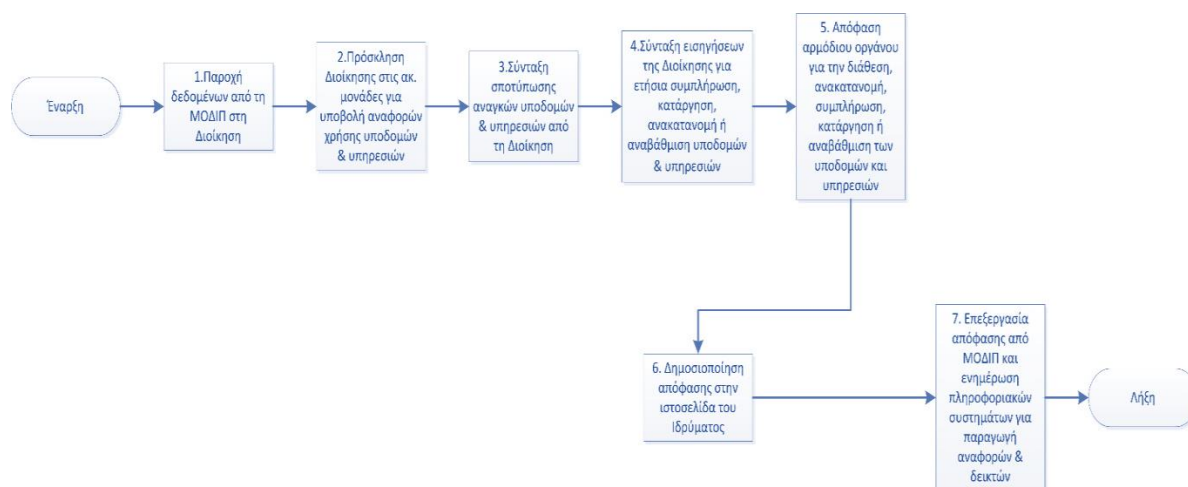 Έναρξη
1.Παροχή
δεδομένων από τη
ΜΟΔΙΠ στη
Διοίκηση
2.Πρόσκληση
Διοίκησης στις ακ.
μονάδες για
υποβολή αναφορών
χρήσης υποδομών
& υπηρεσιών
3.Σύνταξη
σποτύπωσης
αναγκών υποδομών
& υπηρεσιών από
τη Διοίκηση
4.Σύνταξη εισηγήσεων
της Διοίκησης για
ετήσια συμπλήρωση,
κατάργηση,
ανακατανομή ή
αναβάθμιση υποδομών
& υπηρεσιών
5. Απόφαση
αρμόδιου οργάνου
για την διάθεση,
ανακατανομή,
συμπλήρωση,
κατάργηση ή
αναβάθμιση των
υποδομών και
υπηρεσιών
6. Δημοσιοποίηση
απόφασης στην
ιστοσελίδα του
Ιδρύματος
7. Επεξεργασία
απόφασης από
ΜΟΔΙΠ και
ενημέρωση
πληροφοριακών
συστημάτων για
παραγωγή
αναφορών &
δεικτών
Λήξη